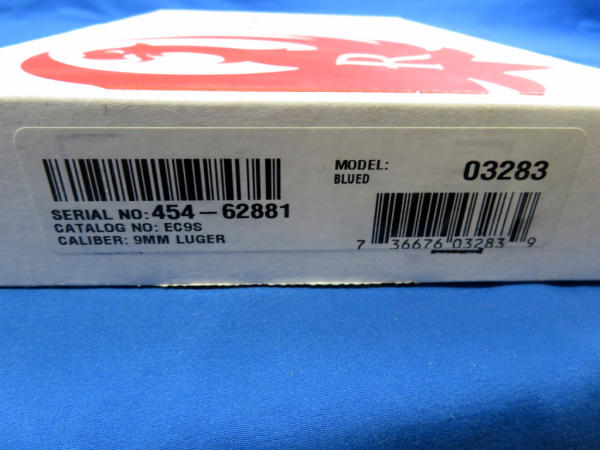 R
SERIAL NO: 454-62881
CATALOG NO: EC9S
CALIBER: 9MM LUGER
MODEL: 03283
BLUED
7 36676 03283 9